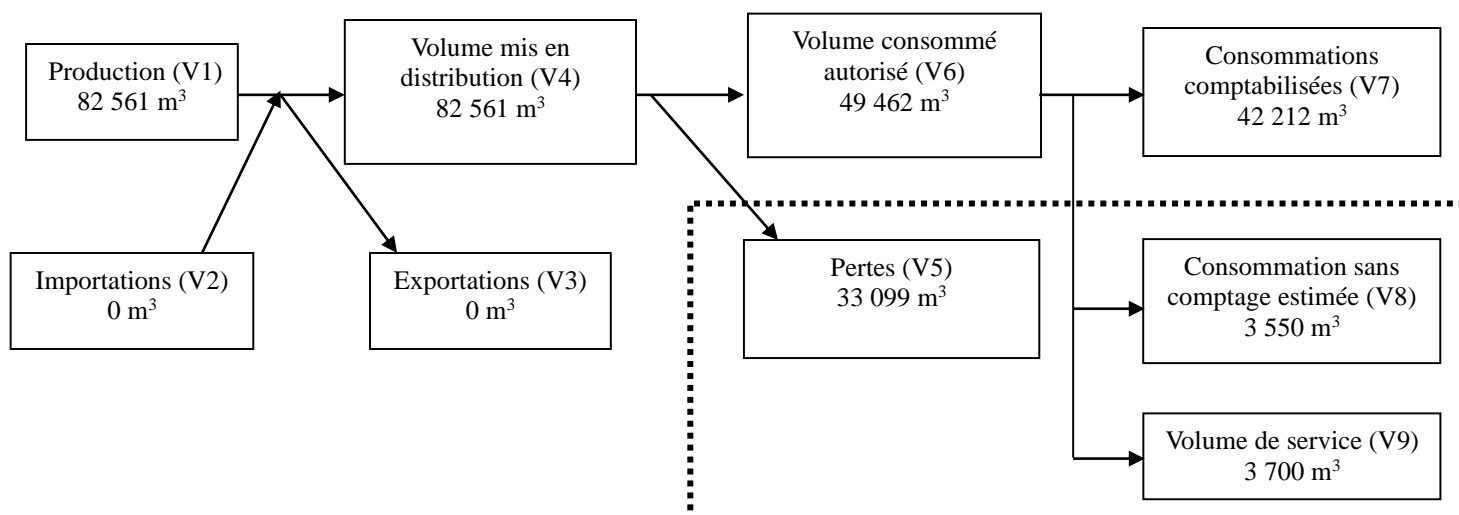 Production (V1)
82 561 m³
Volume mis en
distribution (V4)
82 561 m³
Volume consommé
autorisé (V6)
49 462 m³
Consommations
comptabilisées (V7)
42 212 m³
Importations (V2)
0 m³
Exportations (V3)
0 m³
Pertes (V5)
33 099 m³
Consommation sans
comptage estimée (V8)
3 550 m³
Volume de service (V9)
3 700 m³